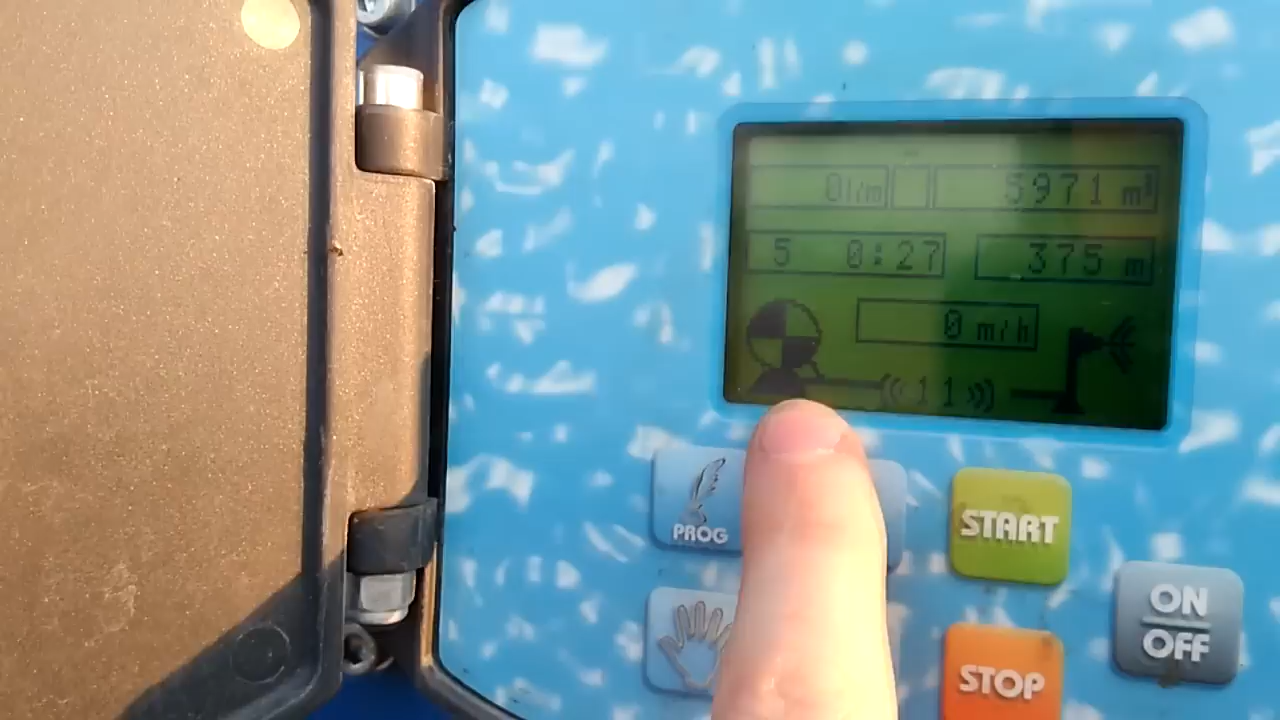 0 l/m 5971 m³
5 0:27 375 m
0 m/h
11
PROG
START
ON
OFF
STOP